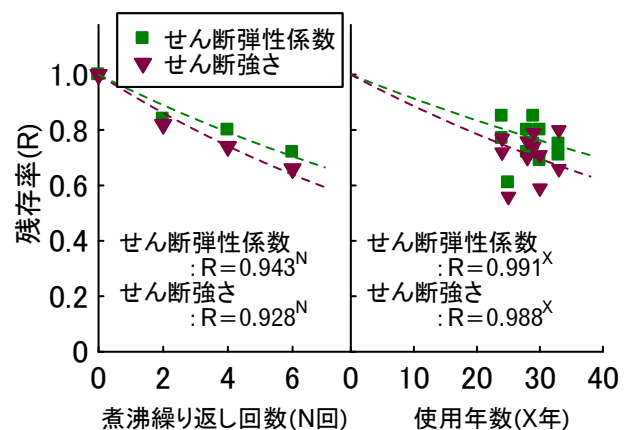 せん断弾性係数
せん断強さ
残存率(R)
1.0
0.8
0.6
0.4
0.2
0
せん断弾性係数
:R=0.943^N
せん断強さ
:R=0.928^N
せん断弾性係数
:R=0.991^X
せん断強さ
:R=0.988^X
0 2 4 6
0 10 20 30 40
煮沸繰り返し回数(N回)
使用年数(X年)